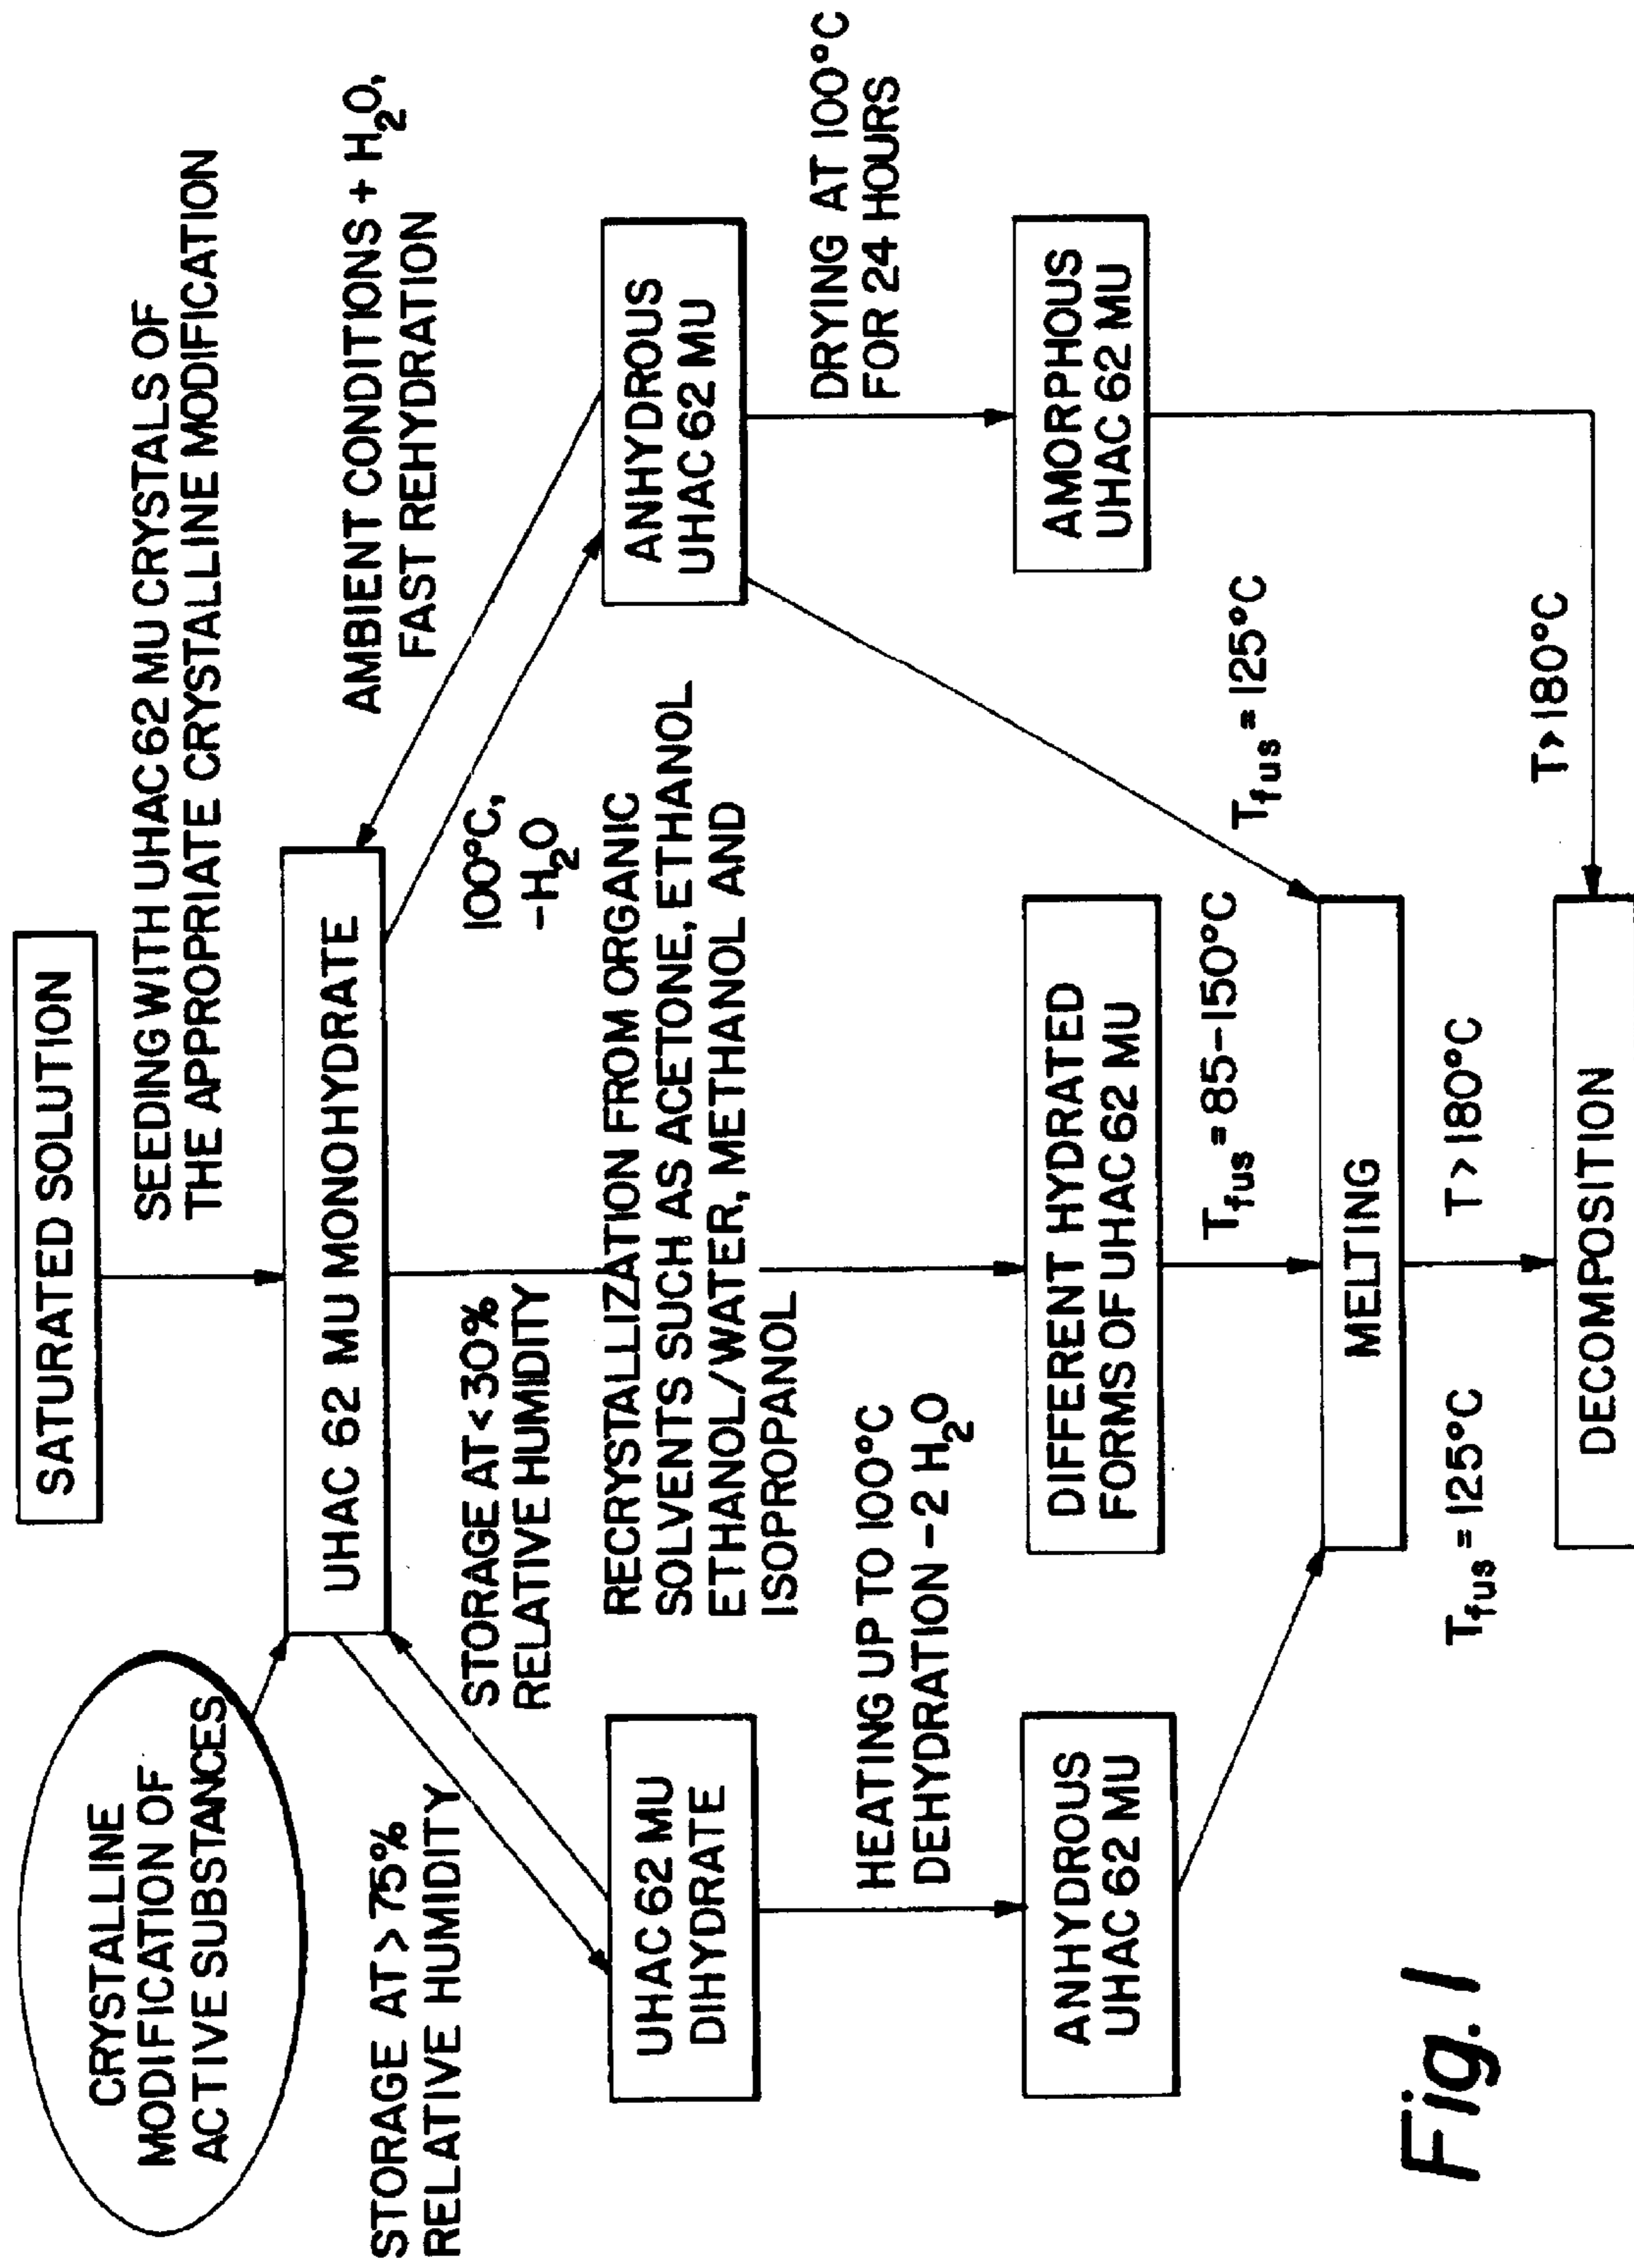 CRYSTALLINE
MODIFICATION OF
ACTIVE SUBSTANCES
SATURATED SOLUTION
SEEDING WITH UHAC 62 MU CRYSTALS OF
THE APPROPRIATE CRYSTALLINE MODIFICATION
UHAC 62 MU MONOHYDRATE
STORAGE AT > 75%
RELATIVE HUMIDITY
STORAGE AT < 30%
RELATIVE HUMIDITY
100°C,
-H2O
AMBIENT CONDITIONS + H2O,
FAST REHYDRATION
UHAC 62 MU
DIHYDRATE
RECRYSTALLIZATION FROM ORGANIC
SOLVENTS SUCH AS ACETONE, ETHANOL
ETHANOL/WATER, METHANOL AND
ISOPROPANOL
ANHYDROUS
UHAC 62 MU
HEATING UP TO 100°C
DEHYDRATION -2 H2O
DRYING AT 100°C
FOR 24 HOURS
ANHYDROUS
UHAC 62 MU
DIFFERENT HYDRATED
FORMS OF UHAC 62 MU
AMORPHOUS
UHAC 62 MU
Tfus = 85-150°C
Tfus = 125°C
MELTING
Tfus = 125°C
T > 180°C
T > 180°C
DECOMPOSITION
Fig. 1